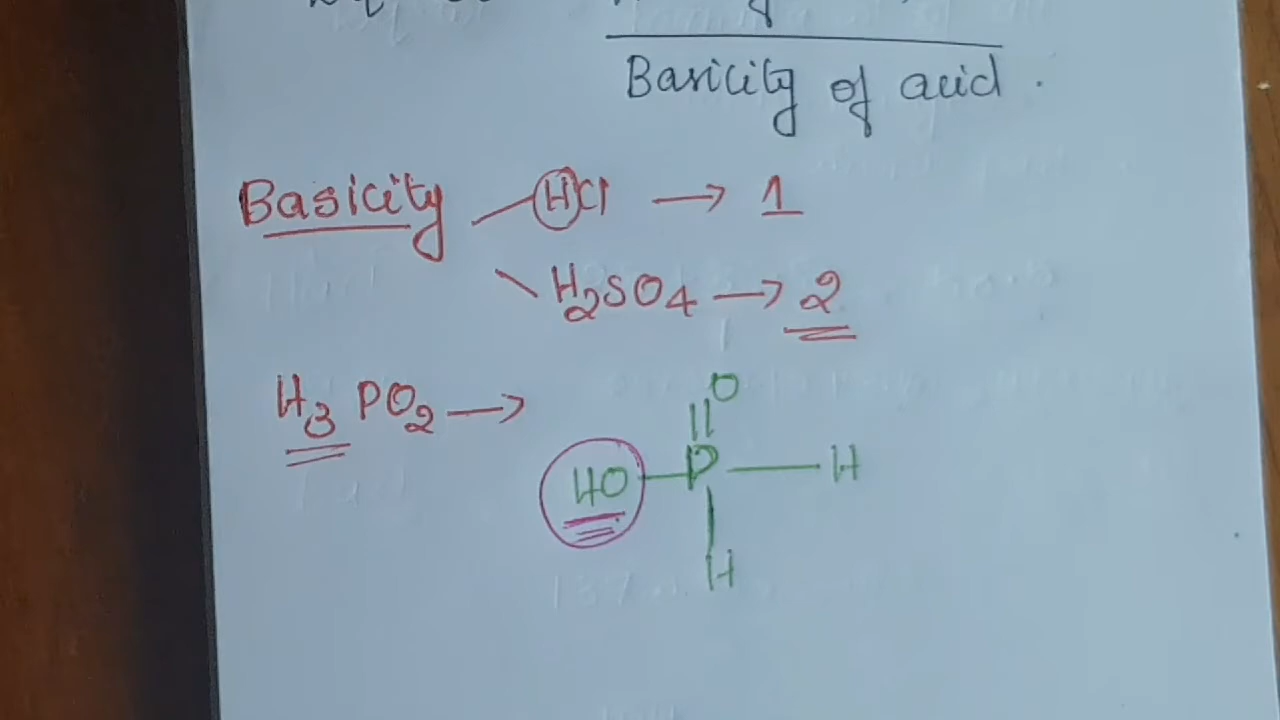 Basicity of acid.
Basicity HCl → 1
H2SO4 → 2
H3PO2 →
O
HO P H
H